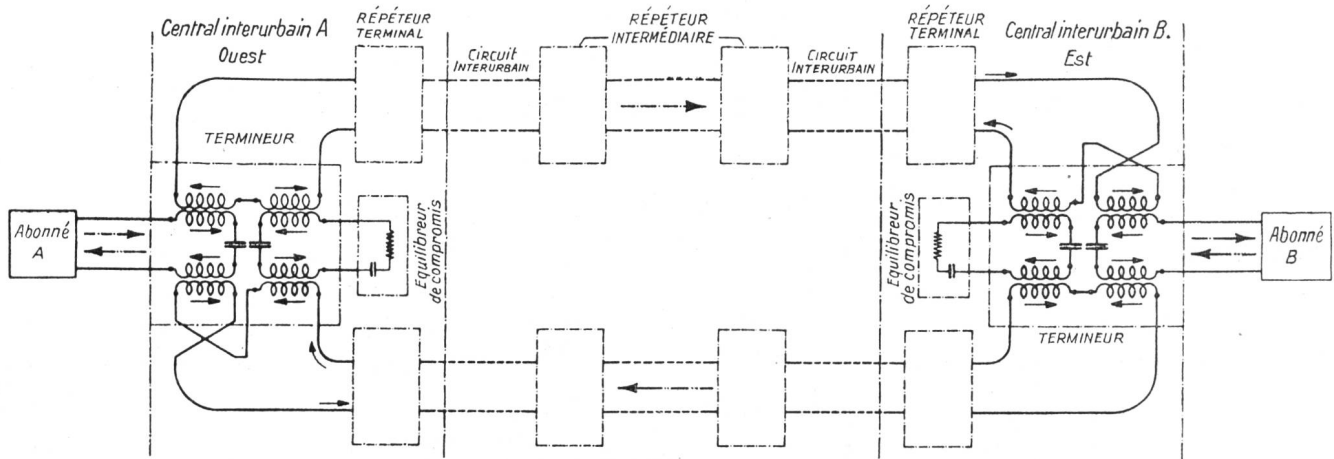 Central interurbain A
Ouest
RÉPÉTEUR
TERMINAL
CIRCUIT
INTERURBAIN
RÉPÉTEUR
INTERMÉDIAIRE
CIRCUIT
INTERURBAIN
RÉPÉTEUR
TERMINAL
Central interurbain B.
Est
TERMINEUR
Abonné
A
Equilibreur
de compromis
Equilibreur
de compromis
Abonné
B
TERMINEUR